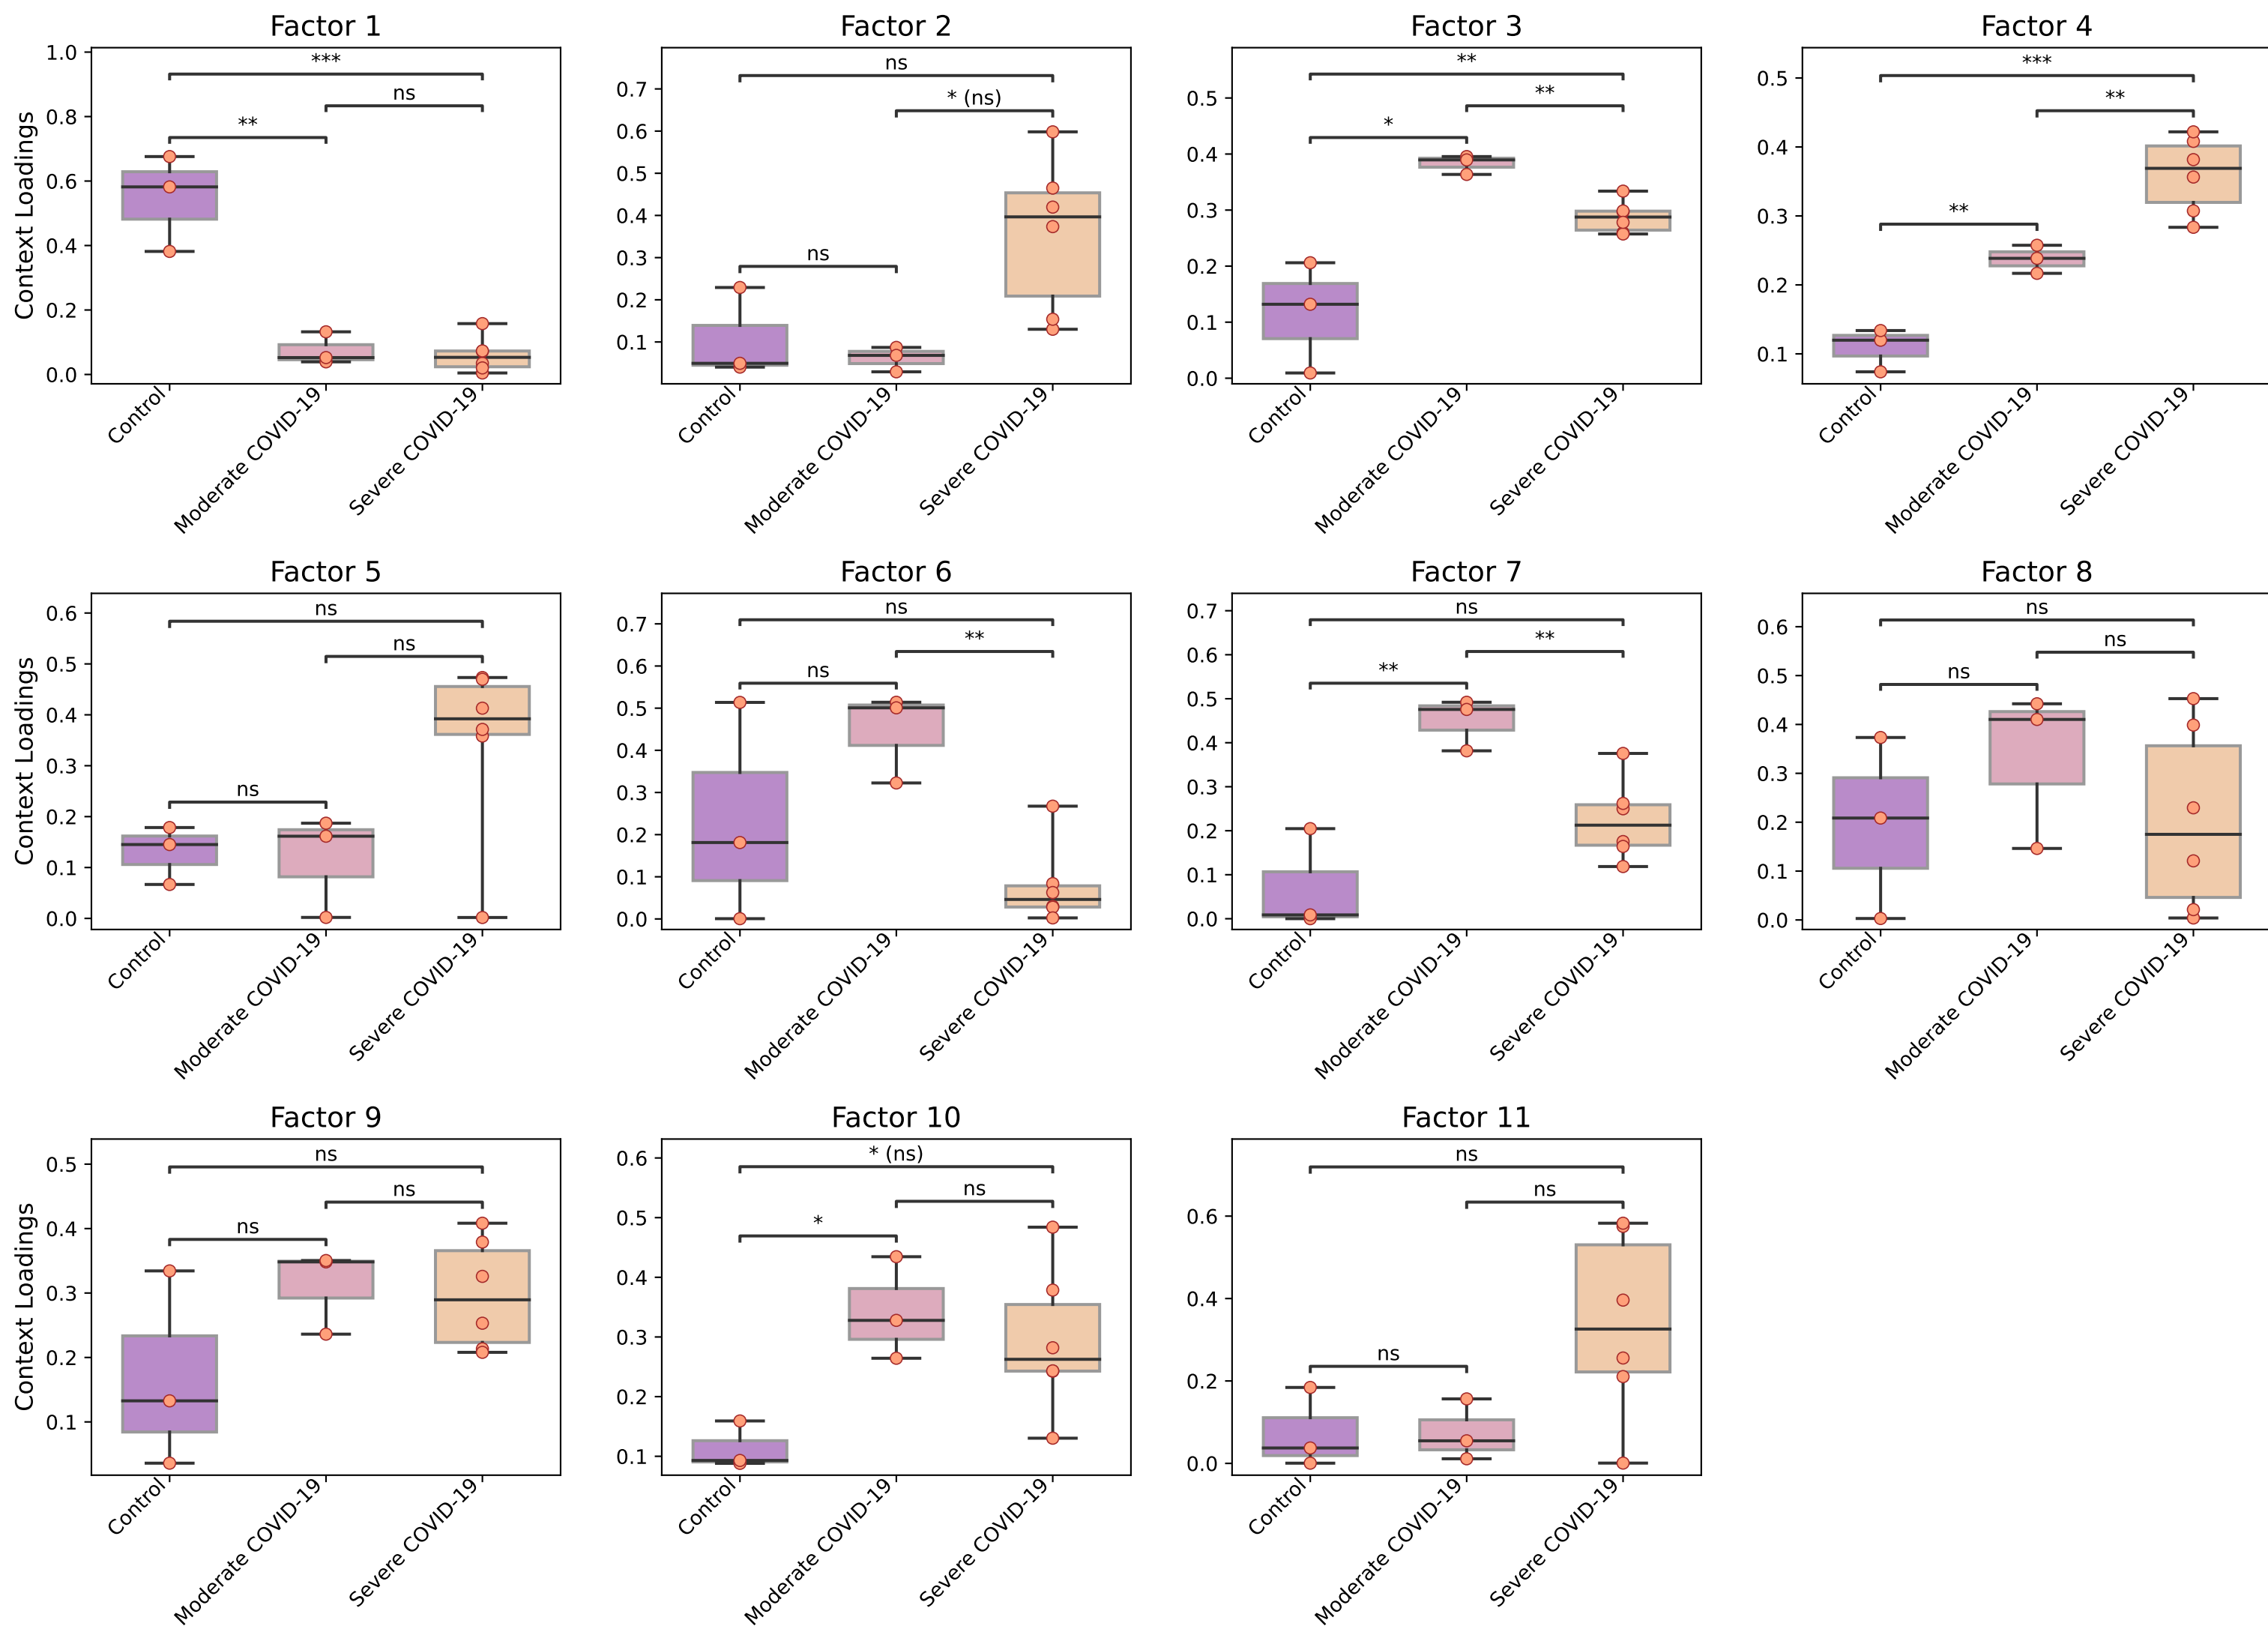 Factor 1
Context Loadings
1.0
0.8
0.6
0.4
0.2
0.0
***
ns
**
Control
Moderate COVID-19
Severe COVID-19
Factor 2
0.7
0.6
0.5
0.4
0.3
0.2
0.1
ns
* (ns)
ns
Control
Moderate COVID-19
Severe COVID-19
Factor 3
0.5
0.4
0.3
0.2
0.1
0.0
**
**
*
Control
Moderate COVID-19
Severe COVID-19
Factor 4
0.5
0.4
0.3
0.2
0.1
***
**
**
Control
Moderate COVID-19
Severe COVID-19
Factor 5
Context Loadings
0.6
0.5
0.4
0.3
0.2
0.1
0.0
ns
ns
ns
Control
Moderate COVID-19
Severe COVID-19
Factor 6
0.7
0.6
0.5
0.4
0.3
0.2
0.1
0.0
ns
**
ns
Control
Moderate COVID-19
Severe COVID-19
Factor 7
0.7
0.6
0.5
0.4
0.3
0.2
0.1
0.0
ns
**
**
Control
Moderate COVID-19
Severe COVID-19
Factor 8
0.6
0.5
0.4
0.3
0.2
0.1
0.0
ns
ns
ns
Control
Moderate COVID-19
Severe COVID-19
Factor 9
Context Loadings
0.5
0.4
0.3
0.2
0.1
ns
ns
ns
Control
Moderate COVID-19
Severe COVID-19
Factor 10
0.6
0.5
0.4
0.3
0.2
0.1
* (ns)
ns
*
Control
Moderate COVID-19
Severe COVID-19
Factor 11
0.6
0.4
0.2
0.0
ns
ns
ns
Control
Moderate COVID-19
Severe COVID-19